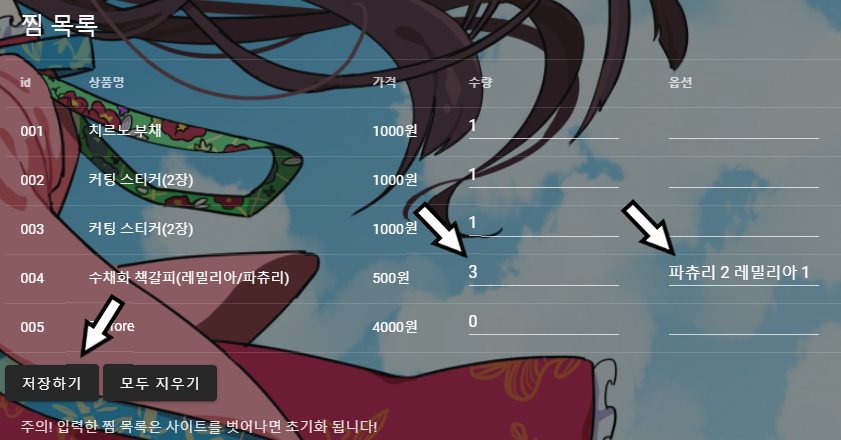 찜 목록
id 상품명 가격 수량 옵션
001 치르노 부채 1000원 1
002 커팅 스티커(2장) 1000원 1
003 커팅 스티커(2장) 1000원 1
004 수채화 책갈피(레밀리아/파츄리) 500원 3 파츄리 2 레밀리아 1
005 4000원 0
저장하기 모두 지우기
주의! 입력한 찜 목록은 사이트를 벗어나면 초기화 됩니다!